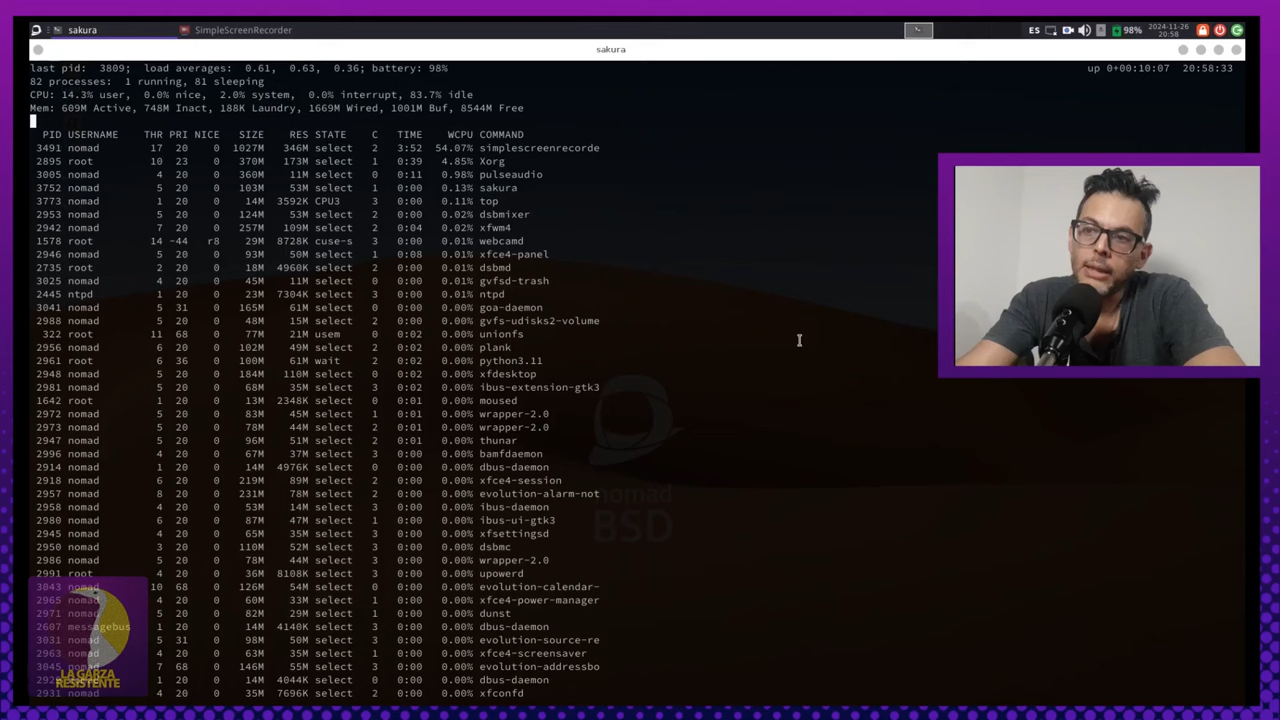 sakura
SimpleScreenRecorder
ES
98%
2024-11-26
20:58
sakura
last pid: 3809; load averages: 0.61, 0.63, 0.36; battery: 98%
up 0+00:10:07 20:58:33
82 processes: 1 running, 81 sleeping
CPU: 14.3% user, 0.0% nice, 2.0% system, 0.0% interrupt, 83.7% idle
Mem: 609M Active, 748M Inact, 188K Laundry, 1669M Wired, 1001M Buf, 8544M Free
PID USERNAME THR PRI NICE SIZE RES STATE C TIME WCPU COMMAND
3491 nomad 17 20 0 1027M 346M select 2 3:52 54.07% simplescreenrecorde
2895 root 10 23 0 370M 173M select 1 0:39 4.85% Xorg
3005 nomad 4 20 0 360M 11M select 0 0:11 0.98% pulseaudio
3752 nomad 5 20 0 103M 53M select 1 0:00 0.13% sakura
3773 nomad 1 20 0 14M 3592K CPU3 3 0:00 0.11% top
2953 nomad 5 20 0 124M 53M select 2 0:00 0.02% dsbmixer
2942 nomad 7 20 0 257M 109M select 2 0:04 0.02% xfwm4
1578 root 14 -44 r8 29M 8728K cuse-s 3 0:00 0.01% webcamd
2946 nomad 5 20 0 93M 50M select 1 0:08 0.01% xfce4-panel
2735 root 2 20 0 18M 4960K select 2 0:00 0.01% dsbmd
3025 nomad 4 20 0 45M 11M select 0 0:00 0.01% gvfsd-trash
2445 ntpd 1 20 0 23M 7304K select 3 0:00 0.01% ntpd
3041 nomad 5 31 0 165M 61M select 0 0:00 0.00% goa-daemon
2988 nomad 5 20 0 48M 15M select 2 0:00 0.00% gvfs-udisks2-volume
322 root 11 68 0 77M 21M usem 0 0:02 0.00% unionfs
2956 nomad 6 20 0 102M 49M select 2 0:02 0.00% plank
2961 root 6 36 0 100M 61M wait 2 0:02 0.00% python3.11
2948 nomad 5 20 0 184M 110M select 0 0:02 0.00% xfdesktop
2981 nomad 5 20 0 68M 35M select 3 0:02 0.00% ibus-extension-gtk3
1642 root 1 20 0 13M 2348K select 0 0:01 0.00% moused
2972 nomad 5 20 0 83M 45M select 1 0:01 0.00% wrapper-2.0
2973 nomad 5 20 0 78M 44M select 2 0:01 0.00% wrapper-2.0
2947 nomad 5 20 0 96M 51M select 2 0:01 0.00% thunar
2996 nomad 4 20 0 67M 37M select 3 0:00 0.00% bamfdaemon
2914 nomad 1 20 0 14M 4976K select 0 0:00 0.00% dbus-daemon
2918 nomad 6 20 0 219M 89M select 2 0:00 0.00% xfce4-session
2957 nomad 8 20 0 231M 78M select 2 0:00 0.00% evolution-alarm-not
2958 nomad 4 20 0 53M 14M select 3 0:00 0.00% ibus-daemon
2980 nomad 6 20 0 87M 47M select 1 0:00 0.00% ibus-ui-gtk3
2945 nomad 4 20 0 65M 35M select 3 0:00 0.00% xfsettingsd
2950 nomad 3 20 0 110M 52M select 3 0:00 0.00% dsbmc
2986 nomad 5 20 0 78M 44M select 3 0:00 0.00% wrapper-2.0
2991 root 4 20 0 36M 8108K select 3 0:00 0.00% upowerd
3043 nomad 10 68 0 126M 54M select 0 0:00 0.00% evolution-calendar-
2965 nomad 4 20 0 60M 33M select 1 0:00 0.00% xfce4-power-manager
2971 nomad 5 20 0 82M 29M select 1 0:00 0.00% dunst
2607 messagebus 1 20 0 14M 4140K select 3 0:00 0.00% dbus-daemon
3031 nomad 5 31 0 98M 50M select 3 0:00 0.00% evolution-source-re
2963 nomad 4 20 0 63M 35M select 1 0:00 0.00% xfce4-screensaver
3045 nomad 7 68 0 146M 55M select 3 0:00 0.00% evolution-addressbo
nomad 1 20 0 14M 4044K select 3 0:00 0.00% dbus-daemon
2931 nomad 4 20 0 35M 7696K select 2 0:00 0.00% xfconfd
nomad
BSD
LA GARZA
RESISTENTE